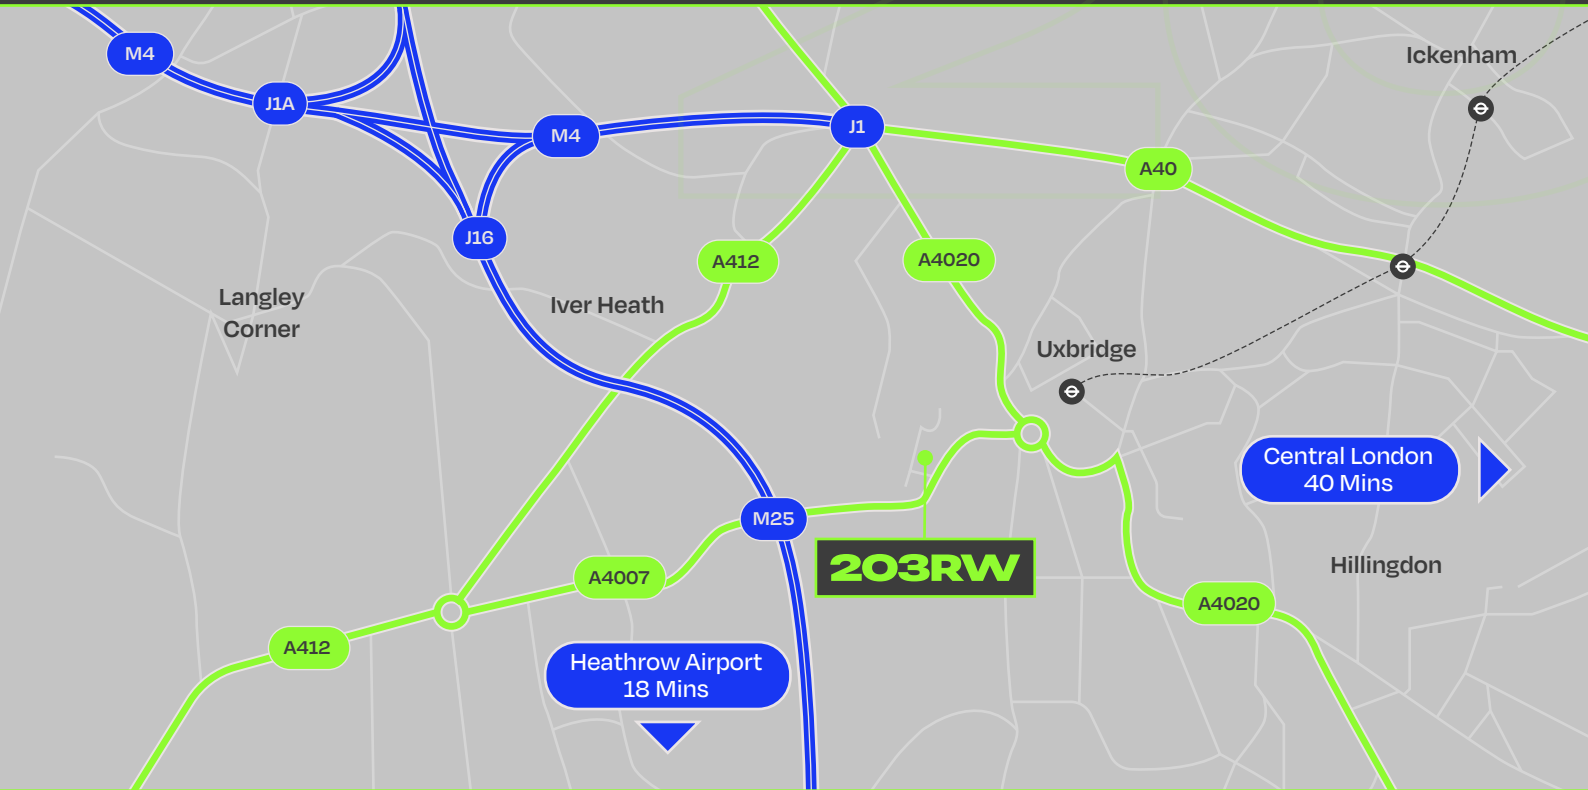 Ickenham
M4
J1A
M4
J1
A40
J16
A412
A4020
Langley
Corner
Iver Heath
Uxbridge
Central London
40 Mins
M25
203RW
Hillingdon
A4007
A4020
A412
Heathrow Airport
18 Mins